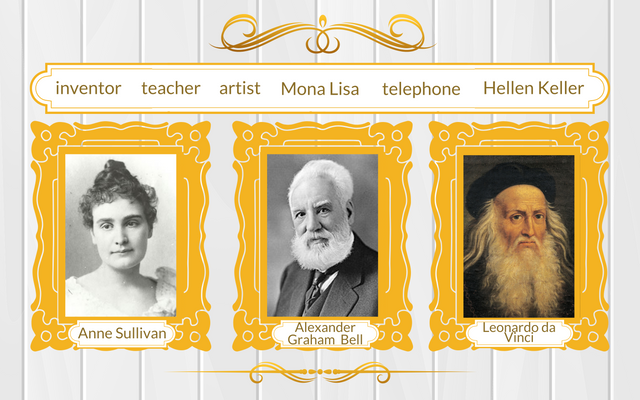 inventor teacher artist Mona Lisa telephone Hellen Keller
Anne Sullivan
Alexander
Graham Bell
Leonardo da
Vinci